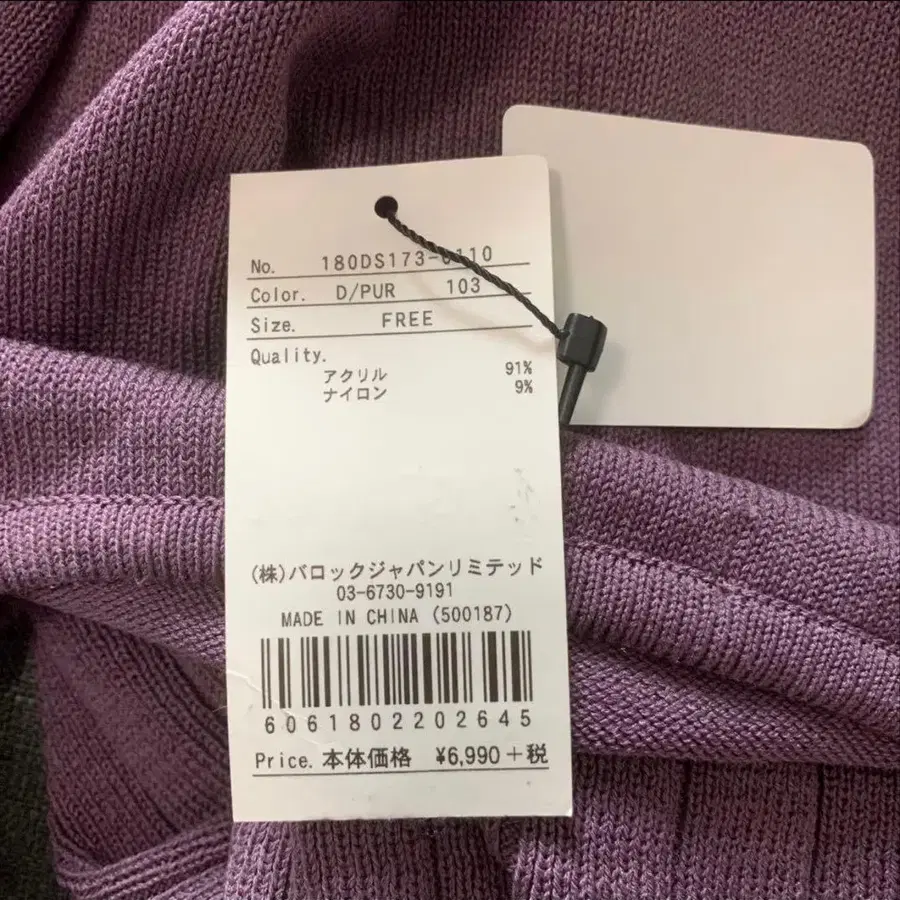 No. 180DS173-0110
Color. D/PUR 103
Size. FREE
Quality.
アクリル 91%
ナイロン 9%
(株)バロックジャパンリミテッド
03-6730-9191
MADE IN CHINA (500187)
6061802202645
Price. 本体価格 ¥6,990+税